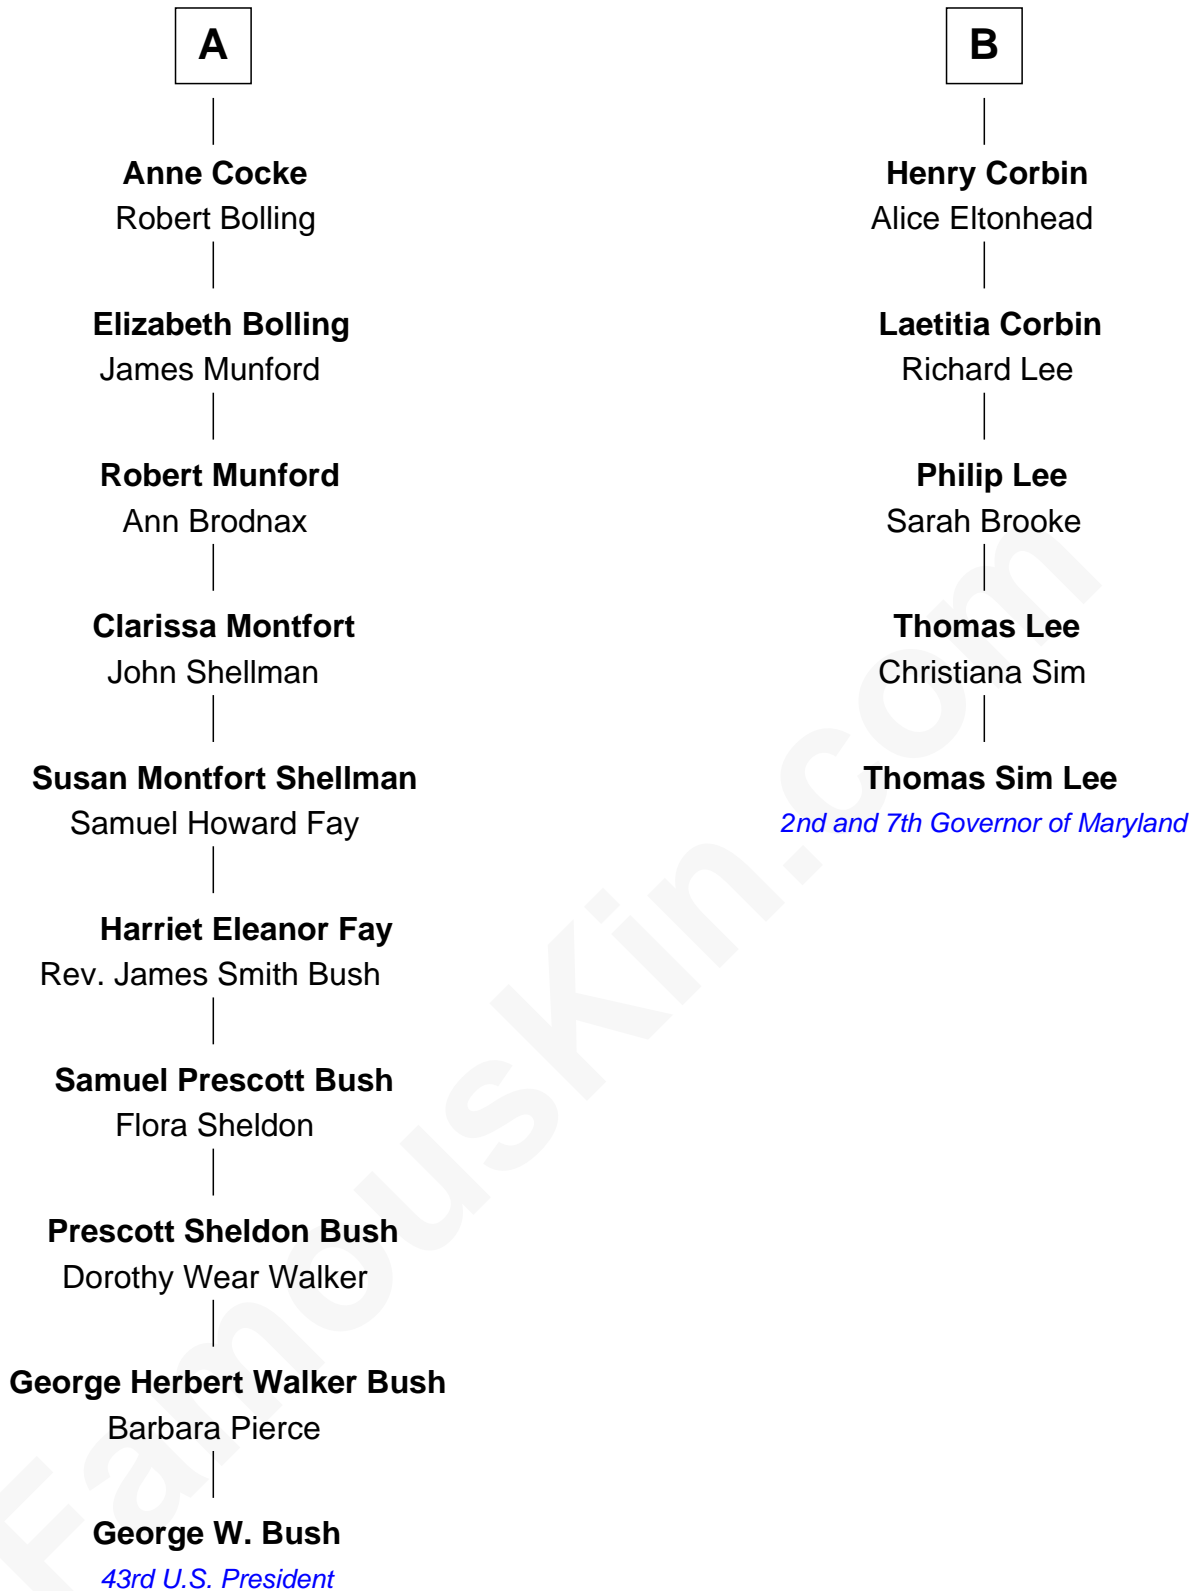 A
Anne Cocke
Robert Bolling
Elizabeth Bolling
James Munford
Robert Munford
Ann Brodnax
Clarissa Montfort
John Shellman
Susan Montfort Shellman
Samuel Howard Fay
Harriet Eleanor Fay
Rev. James Smith Bush
Samuel Prescott Bush
Flora Sheldon
Prescott Sheldon Bush
Dorothy Wear Walker
George Herbert Walker Bush
Barbara Pierce
George W. Bush
43rd U.S. President
B
Henry Corbin
Alice Eltonhead
Laetitia Corbin
Richard Lee
Philip Lee
Sarah Brooke
Thomas Lee
Christiana Sim
Thomas Sim Lee
2nd and 7th Governor of Maryland
FamousKin.com